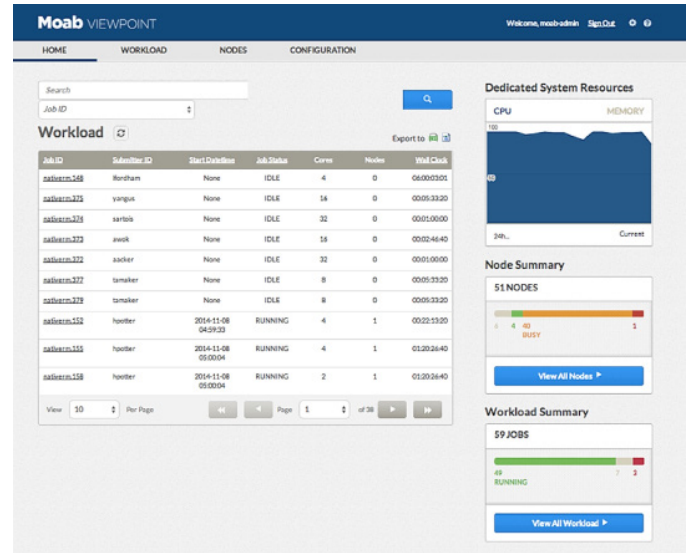 Moab VIEWPOINT
Welcome, moab-admin Sign Out
HOME WORKLOAD NODES CONFIGURATION
Search
Job ID
Workload
Export to
Job ID Submitter ID Start Datetime Job Status Cores Nodes Wall Clock
nativerm.148 lfordham None IDLE 4 0 06:00:03:01
nativerm.375 yangus None IDLE 16 0 00:05:33:20
nativerm.374 sarbis None IDLE 32 0 00:01:00:00
nativerm.373 awok None IDLE 16 0 00:02:46:40
nativerm.372 aacker None IDLE 32 0 00:01:00:00
nativerm.377 tamaker None IDLE 8 0 00:05:33:20
nativerm.379 tamaker None IDLE 8 0 00:05:33:20
nativerm.152 hpotter 2014-11-08 04:59:33 RUNNING 4 1 00:22:13:20
nativerm.155 hpotter 2014-11-08 05:00:04 RUNNING 4 1 01:20:26:40
nativerm.158 hpotter 2014-11-08 05:00:04 RUNNING 2 1 01:20:26:40
View 10 Per Page Page 1 of 38
Dedicated System Resources
CPU MEMORY
100
24h... Current
Node Summary
51 NODES
4 40 1
BUSY
View All Nodes
Workload Summary
59 JOBS
49 7 3
RUNNING
View All Workload